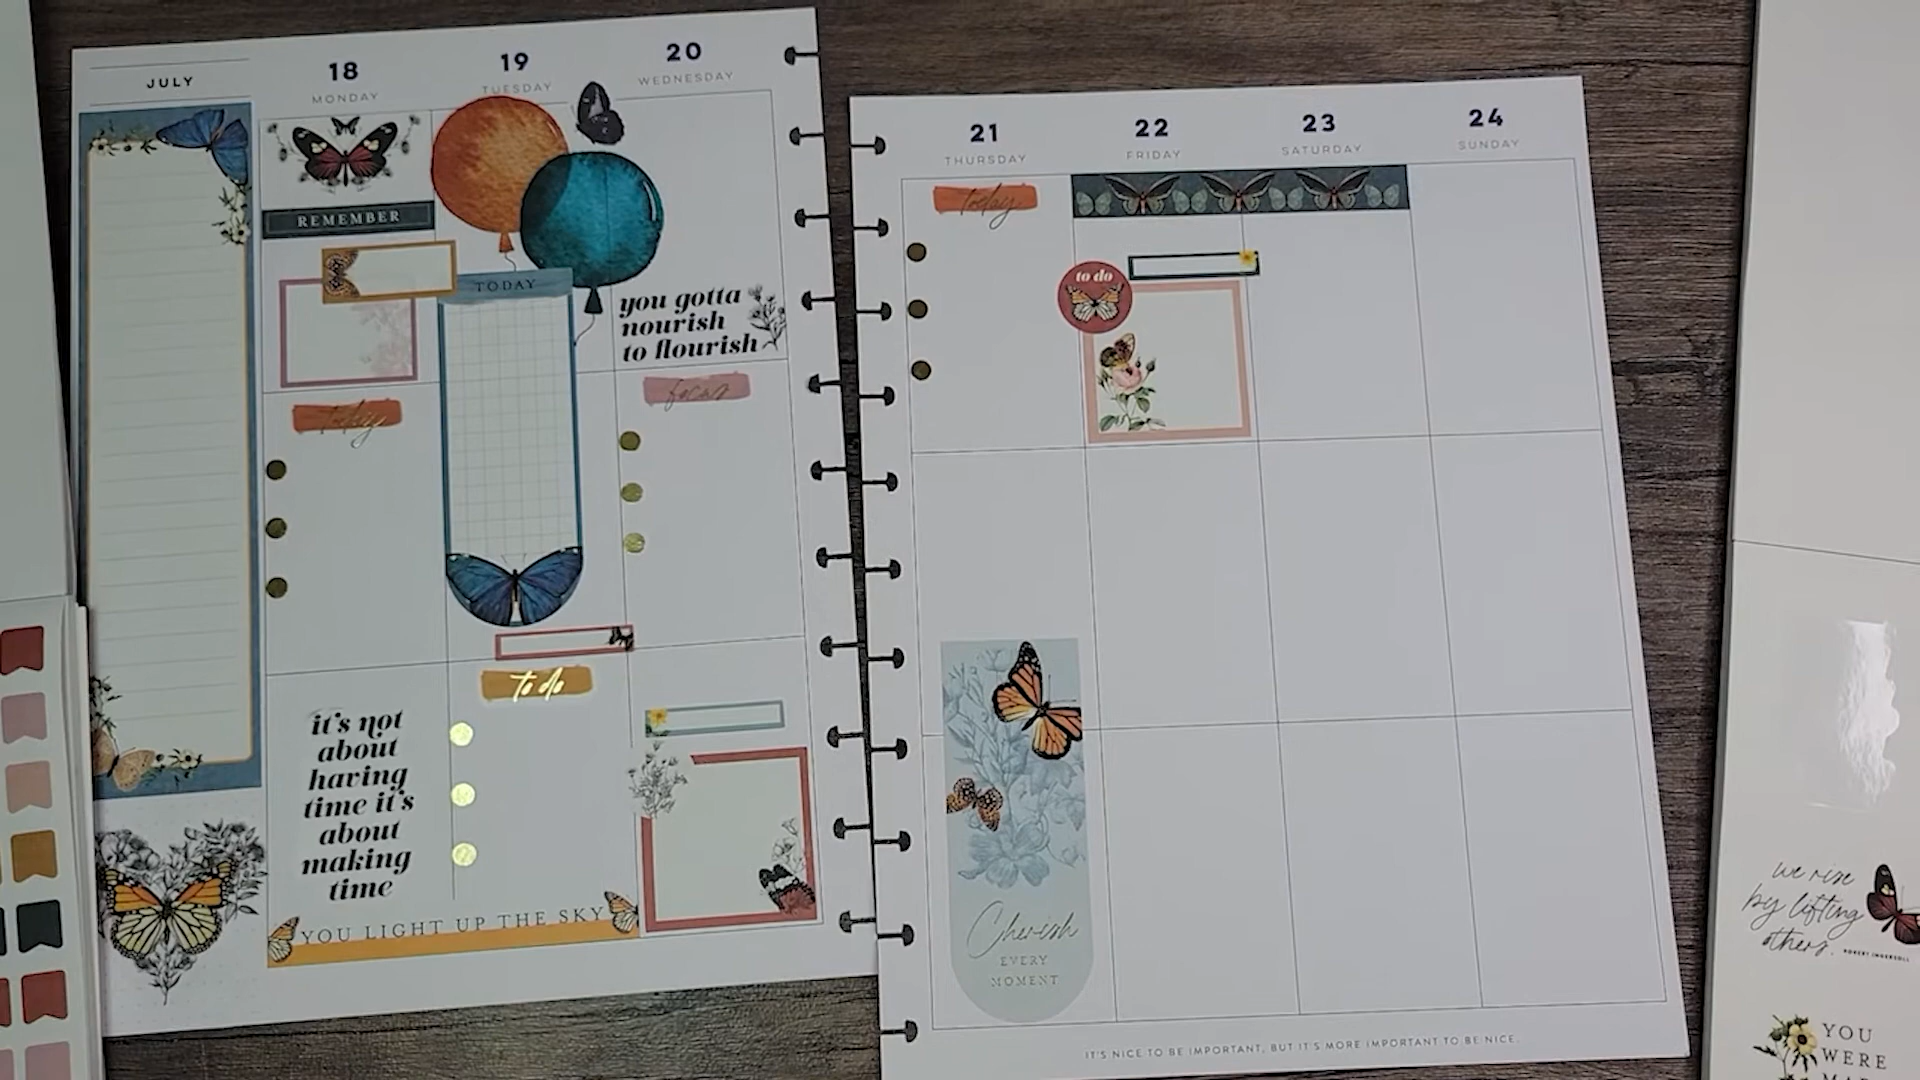 JULY
18
MONDAY
19
TUESDAY
20
WEDNESDAY
REMEMBER
TODAY
you gotta
nourish
to flourish
today
focus
to do
it's not
about
having
time it's
about
making
time
YOU LIGHT UP THE SKY
21
THURSDAY
22
FRIDAY
23
SATURDAY
24
SUNDAY
today
to do
Cherish
EVERY
MOMENT
IT'S NICE TO BE IMPORTANT, BUT IT'S MORE IMPORTANT TO BE NICE.
we rise
by lifting
others.
ROBERT INGERSOLL
YOU
WERE